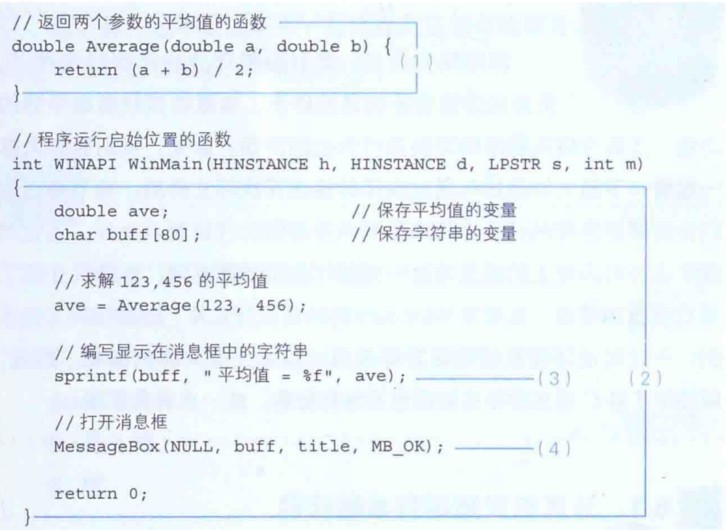 // 返回两个参数的平均值的函数
double Average(double a, double b) {
return (a + b) / 2; (1)
}
// 程序运行启始位置的函数
int WINAPI WinMain(HINSTANCE h, HINSTANCE d, LPSTR s, int m)
{
double ave; // 保存平均值的变量
char buff[80]; // 保存字符串的变量
// 求解 123,456 的平均值
ave = Average(123, 456);
// 编写显示在消息框中的字符串
spritf(buff, "平均值 = %f", ave); (3) (2)
// 打开消息框
MessageBox(NULL, buff, title, MB_OK); (4)
return 0;
}